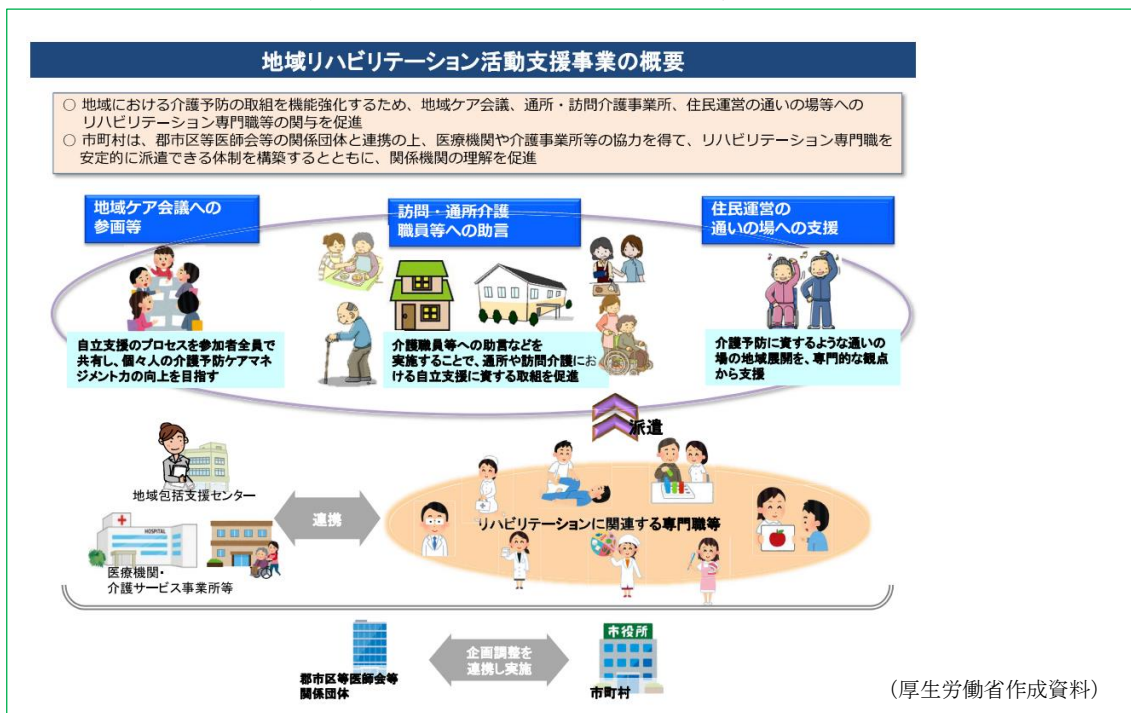 地域リハビリテーション活動支援事業の概要
○ 地域における介護予防の取組を機能強化するため、地域ケア会議、通所・訪問介護事業所、住民運営の通いの場等への
リハビリテーション専門職等の関与を促進
○ 市町村は、郡市区等医師会等の関係団体と連携の上、医療機関や介護事業所等の協力を得て、リハビリテーション専門職を
安定的に派遣できる体制を構築するとともに、関係機関の理解を促進
地域ケア会議への
参画等
訪問・通所介護
職員等への助言
住民運営の
通いの場への支援
自立支援のプロセスを参加者全員で
共有し、個々人の介護予防ケアマネ
ジメント力の向上を目指す
介護職員等への助言などを
実施することで、通所や訪問介護にお
ける自立支援に資する取組を促進
介護予防に資するような通いの
場の地域展開を、専門的な観点
から支援
派遣
地域包括支援センター
連携
リハビリテーションに関連する専門職等
HOSPITAL
医療機関・
介護サービス事業所等
郡市区等医師会等
関係団体
企画調整を
連携し実施
市役所
市町村
（厚生労働省作成資料）